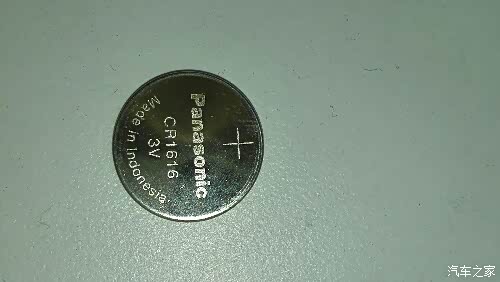 +
Panasonic
CR1616
3V
Made in Indonesia.
汽车之家